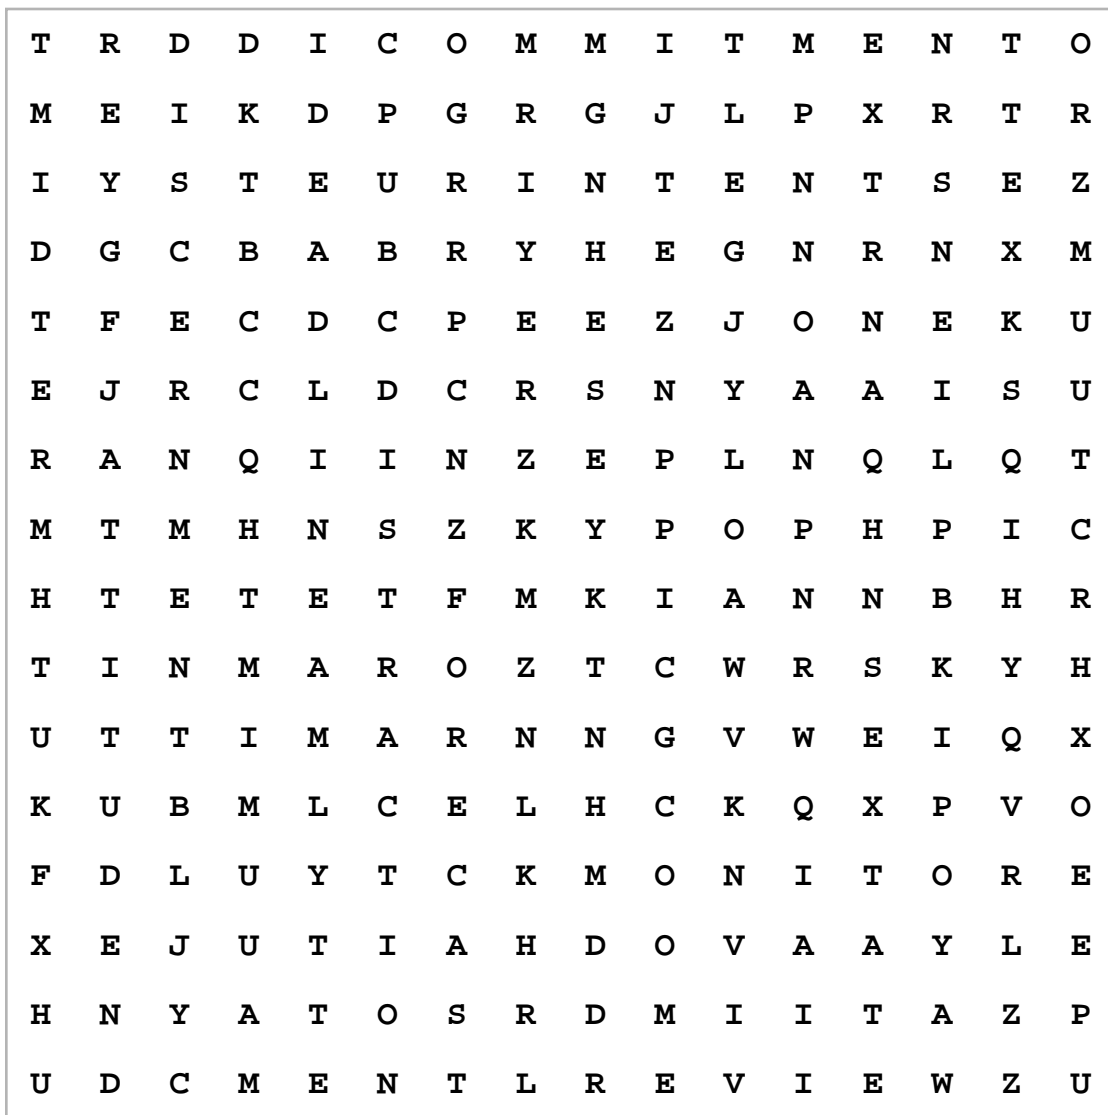 T R D D I C O M M I T M E N T O
M E I K D P G R G J L P X R T R
I Y S T E U R I N T E N T S E Z
D G C B A B R Y H E G N R N X M
T F E C D C P E E Z J O N E K U
E J R C L D C R S N Y A A I S U
R A N Q I I N Z E P L N Q L Q T
M T M H N S Z K Y P O P H P I C
H T E T E T F M K I A N N B H R
T I N M A R O Z T C W R S K Y H
U T T I M A R N N G V W E I Q X
K U B M L C E L H C K Q X P V O
F D L U Y T C K M O N I T O R E
X E J U T I A H D O V A A Y L E
H N Y A T O S R D M I I T A Z P
U D C M E N T L R E V I E W Z U